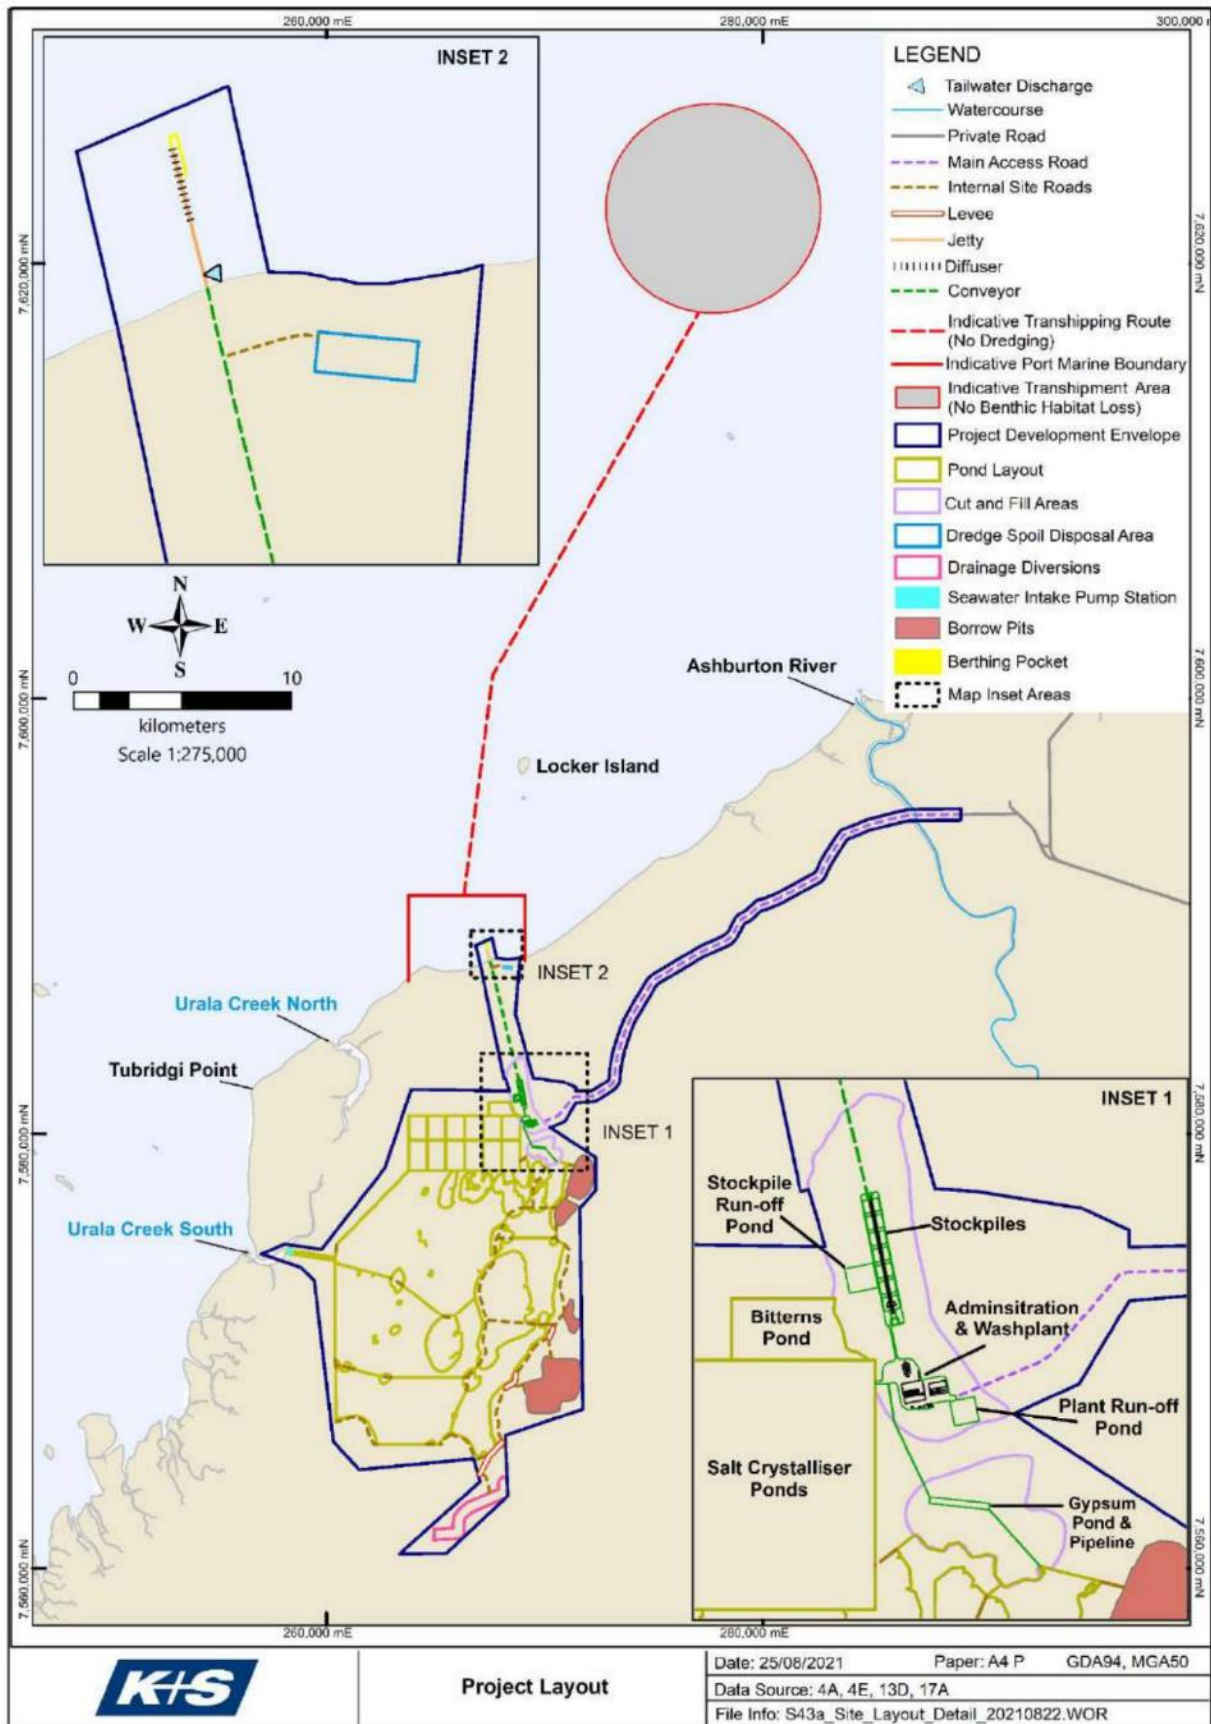 260,000 mE
280,000 mE
300,000 m
INSET 2
LEGEND
Tailwater Discharge
Watercourse
Private Road
Main Access Road
Internal Site Roads
Levee
Jetty
Diffuser
Conveyor
Indicative Transhipping Route
(No Dredging)
Indicative Port Marine Boundary
Indicative Transhipment Area
(No Benthic Habitat Loss)
Project Development Envelope
Pond Layout
Cut and Fill Areas
Dredge Spoil Disposal Area
Drainage Diversions
Seawater Intake Pump Station
Borrow Pits
Berthing Pocket
Map Inset Areas
7,620,000 mN
7,620,000 mN
N
W
E
S
0
10
kilometers
Scale 1:275,000
7,600,000 mN
7,600,000 mN
Ashburton River
Locker Island
INSET 2
Urala Creek North
Tubridgi Point
INSET 1
Urala Creek South
7,580,000 mN
7,580,000 mN
INSET 1
Stockpile
Run-off
Pond
Stockpiles
Bitterns
Pond
Adminsitration
& Washplant
Plant Run-off
Pond
Salt Crystalliser
Ponds
Gypsum
Pond &
Pipeline
7,560,000 mN
7,560,000 mN
260,000 mE
280,000 mE
K+S
Project Layout
Date: 25/08/2021
Paper: A4 P
GDA94, MGA50
Data Source: 4A, 4E, 13D, 17A
File Info: S43a_Site_Layout_Detail_20210822.WOR